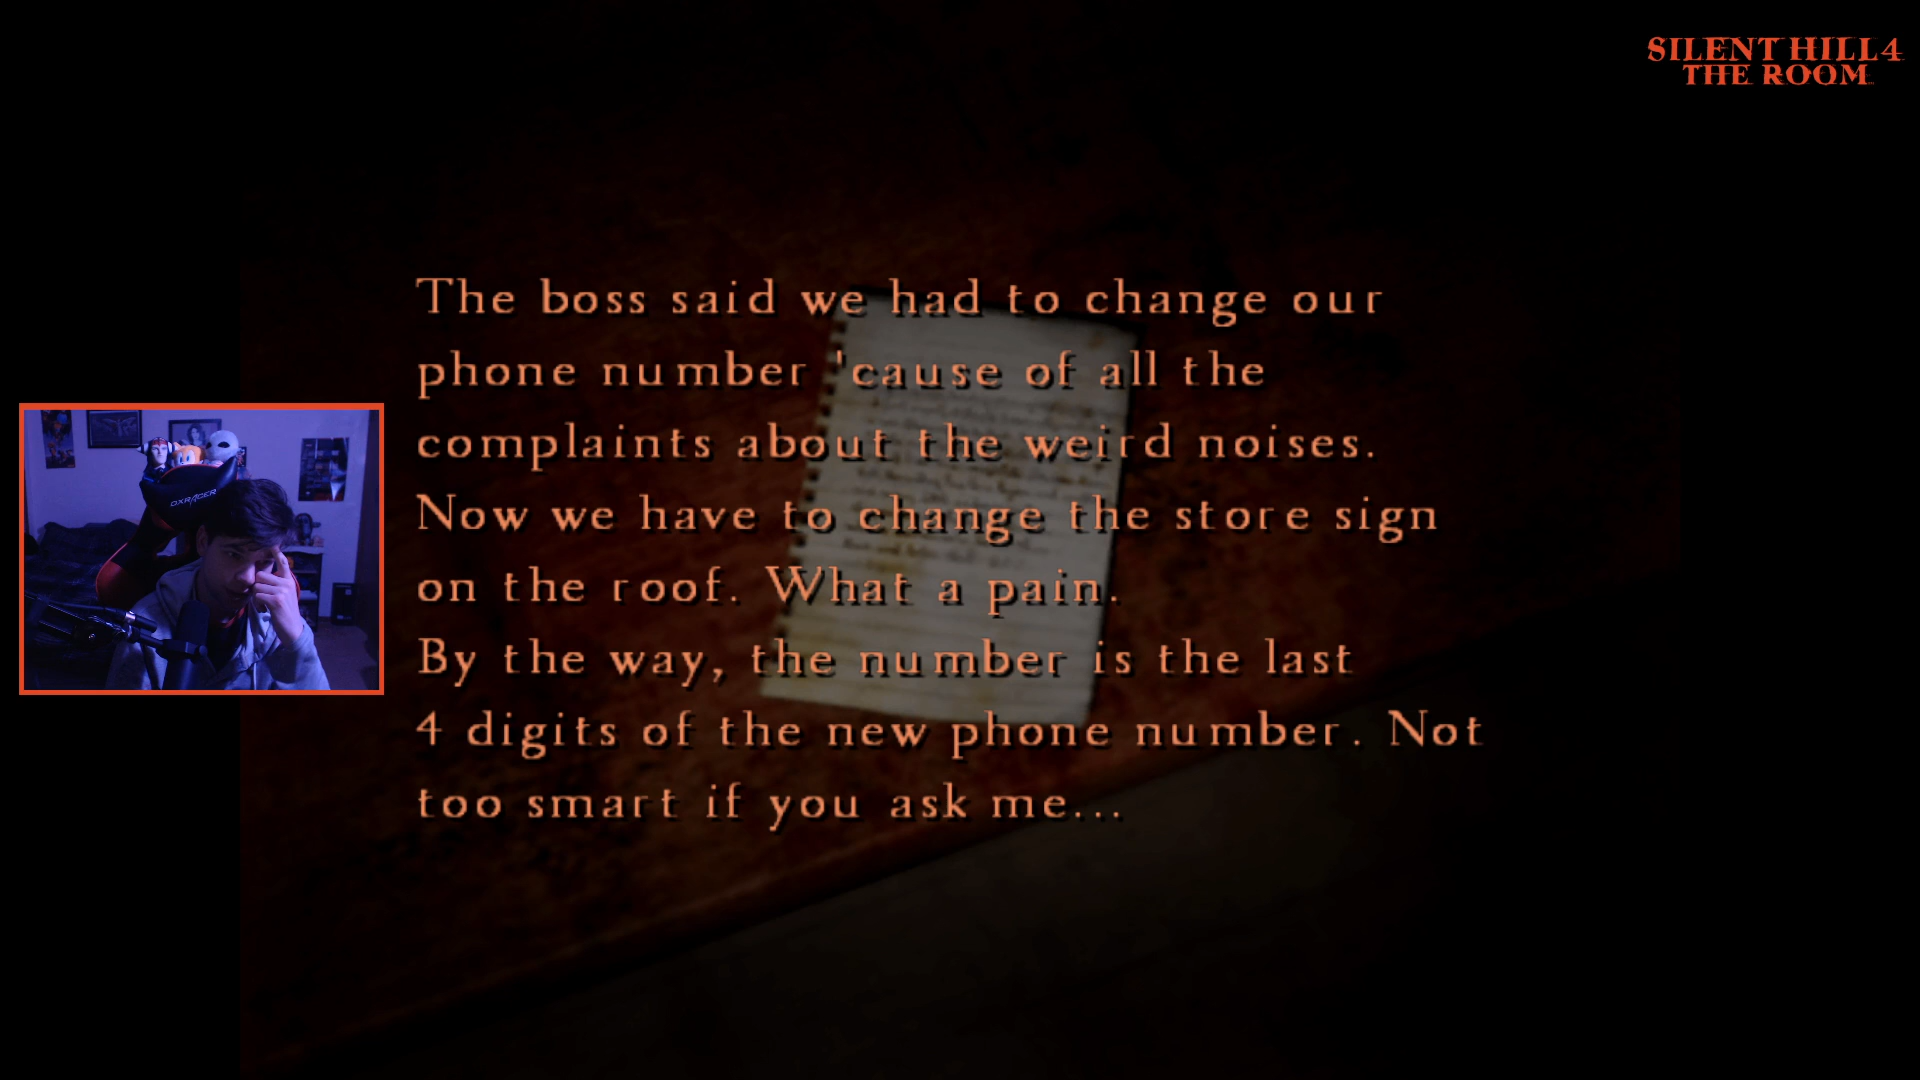 SILENT HILL 4
THE ROOM
The boss said we had to change our
phone number 'cause of all the
complaints about the weird noises.
Now we have to change the store sign
on the roof. What a pain.
By the way, the number is the last
4 digits of the new phone number. Not
too smart if you ask me...
DXRACER